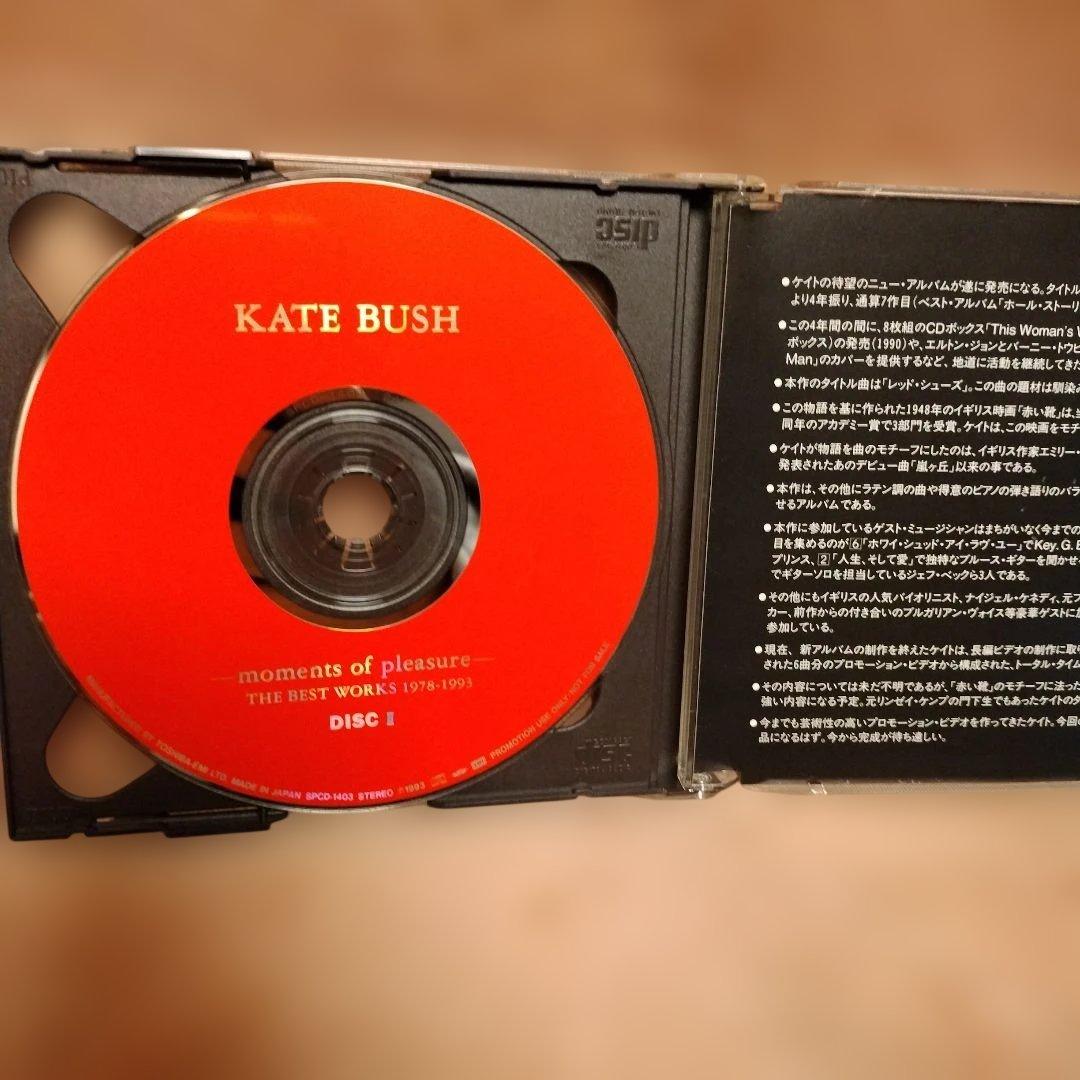 KATE BUSH
moments of pleasure
THE BEST WORKS 1978-1993
DISC I
MANUFACTURED BY TOSHIBA-EMI LTD. MADE IN JAPAN SPCD-1403 STEREO ℗1993 EMI PROMOTION USE ONLY NOT FOR SALE
disc
●ケイトの待望のニュー・アルバムが遂に発売になる。タイトル
より4年振り、通算7作目(ベスト・アルバム「ホール・ストーリ
●この4年間の間に、8枚組のCDボックス「This Woman's W
ボックス)の発売(1990)や、エルトン・ジョンとバーニー・トウピ
Man」のカバーを提供するなど、地道に活動を継続してきた
●本作のタイトル曲は「レッド・シューズ」。この曲の題材は馴染み
●この物語を基に作られた1948年のイギリス映画「赤い靴」は、当
同年のアカデミー賞で3部門を受賞。ケイトは、この映画をモチ
●ケイトが物語を曲のモチーフにしたのは、イギリス作家エミリー・
発表されたあのデビュー曲「嵐ヶ丘」以来の事である。
●本作は、その他にラテン調の曲や得意のピアノの弾き語りのバラ
せるアルバムである。
●本作に参加しているゲスト・ミュージシャンはまちがいなく今までの
目を集めるのが[6]「ホワイ・シュッド・アイ・ラヴ・ユー」でKey. G. B
プリンス、[2]「人生、そして愛」で独特なブルース・ギターを聞かせ
でギターソロを担当しているジェフ・ベックら3人である。
●その他にもイギリスの人気バイオリニスト、ナイジェル・ケネディ、元プ
カー、前作からの付き合いのブルガリアン・ヴォイス等豪華ゲストに
参加している。
●現在、新アルバムの制作を終えたケイトは、長編ビデオの制作に取
された6曲分のプロモーション・ビデオから構成された、トータル・タイム
●その内容については未だ不明であるが、「赤い靴」のモチーフに法った
強い内容になる予定。元リンゼイ・ケンプの門下生でもあったケイトのダ
●今までも芸術性の高いプロモーション・ビデオを作ってきたケイト。今回
品になるはず。今から完成が待ち遠しい。